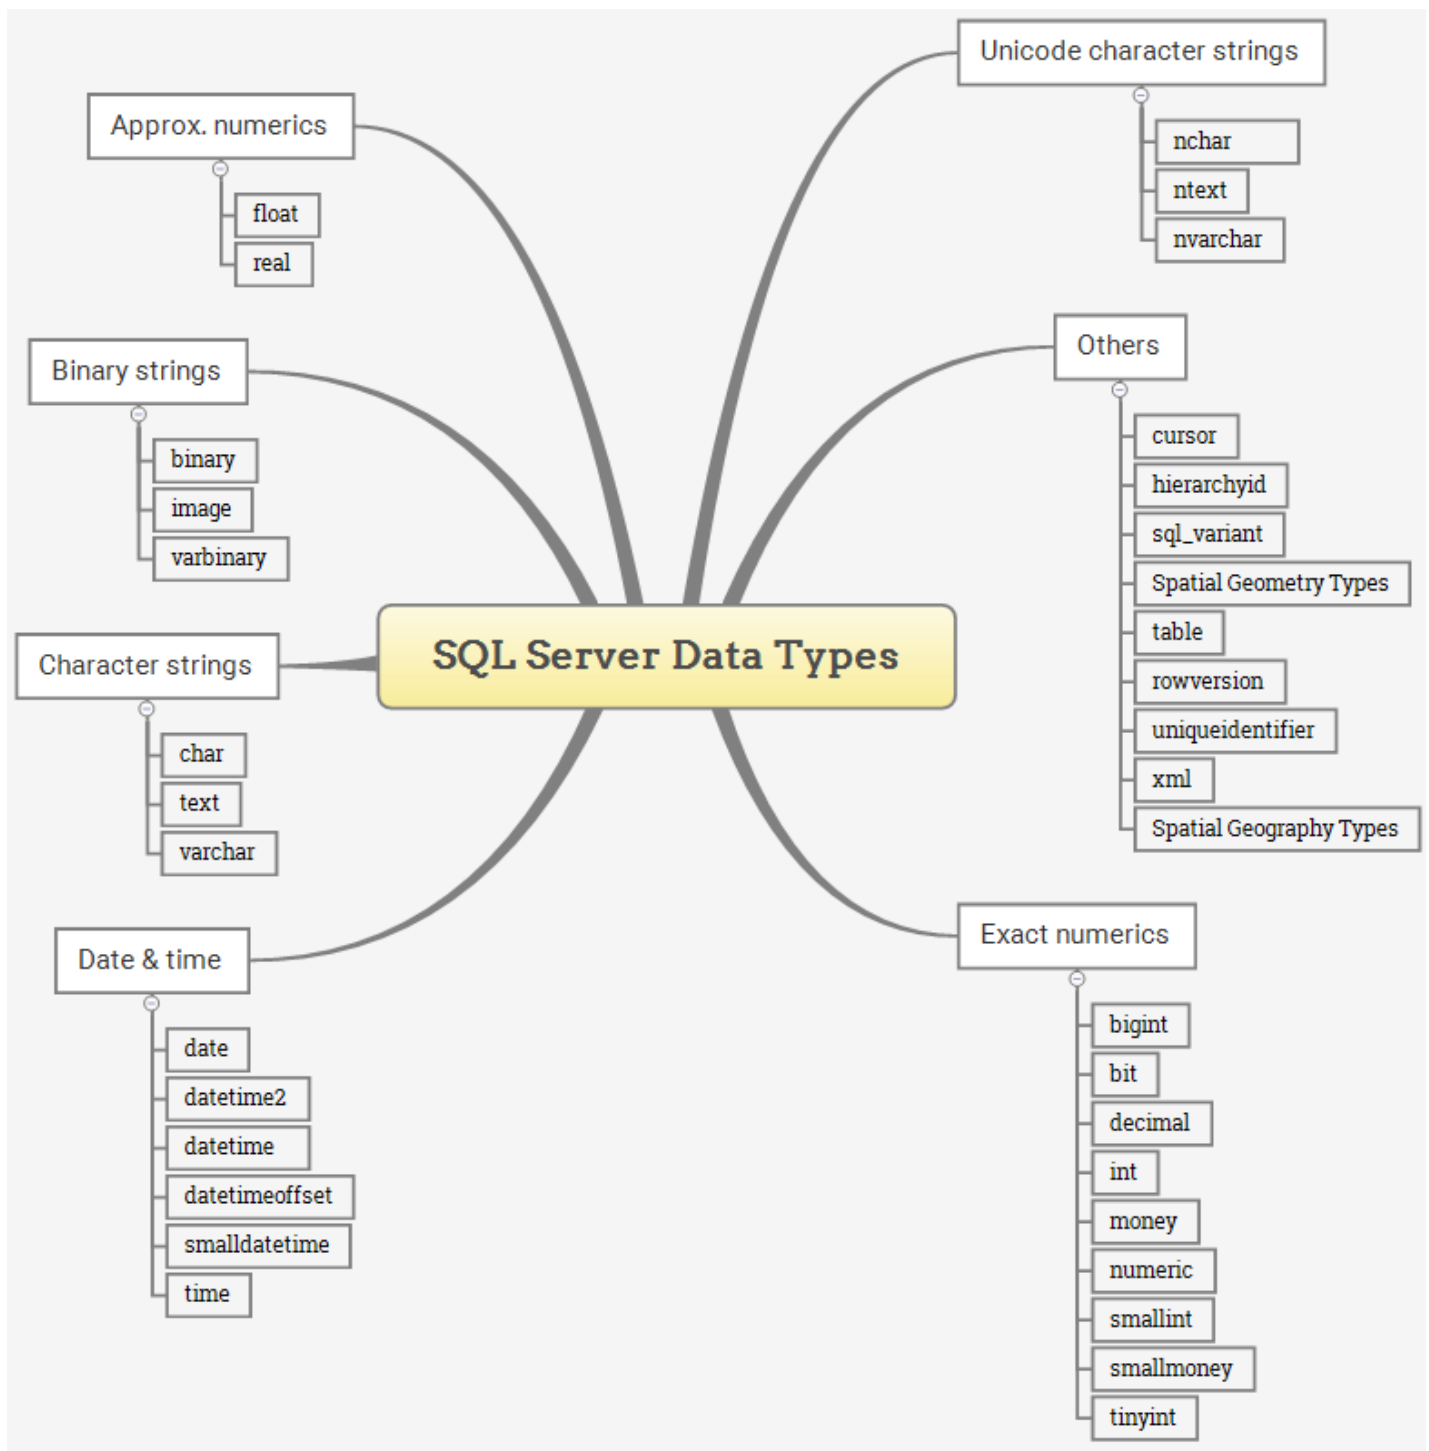 SQL Server Data Types
Approx. numerics
float
real
Binary strings
binary
image
varbinary
Character strings
char
text
varchar
Date & time
date
datetime2
datetime
datetimeoffset
smalldatetime
time
Unicode character strings
nchar
ntext
nvarchar
Others
cursor
hierarchyid
sql_variant
Spatial Geometry Types
table
rowversion
uniqueidentifier
xml
Spatial Geography Types
Exact numerics
bigint
bit
decimal
int
money
numeric
smallint
smallmoney
tinyint